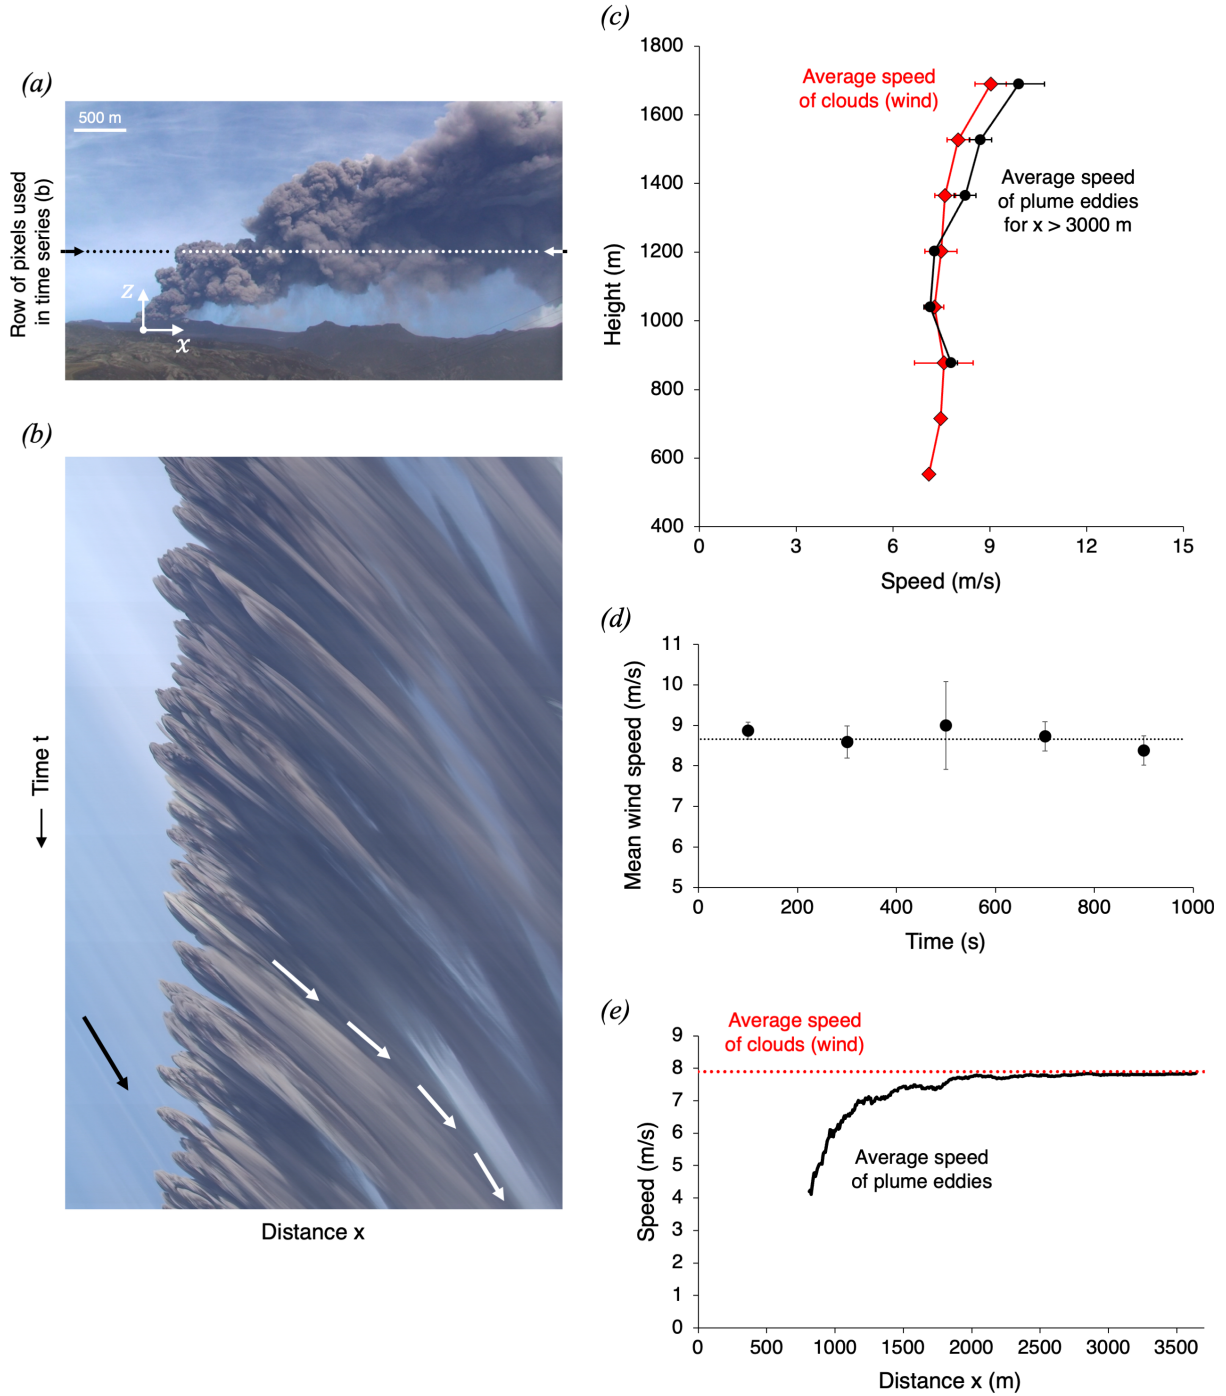 (a)
500 m
Row of pixels used
in time series (b)
z
x
(b)
Time t
Distance x
(c)
1800
1600
1400
1200
1000
800
600
400
Height (m)
Average speed
of clouds (wind)
Average speed
of plume eddies
for x > 3000 m
0 3 6 9 12 15
Speed (m/s)
(d)
11
10
9
8
7
6
5
Mean wind speed (m/s)
0 200 400 600 800 1000
Time (s)
(e)
Average speed
of clouds (wind)
9
8
7
6
5
4
3
2
1
0
Speed (m/s)
Average speed
of plume eddies
0 500 1000 1500 2000 2500 3000 3500
Distance x (m)